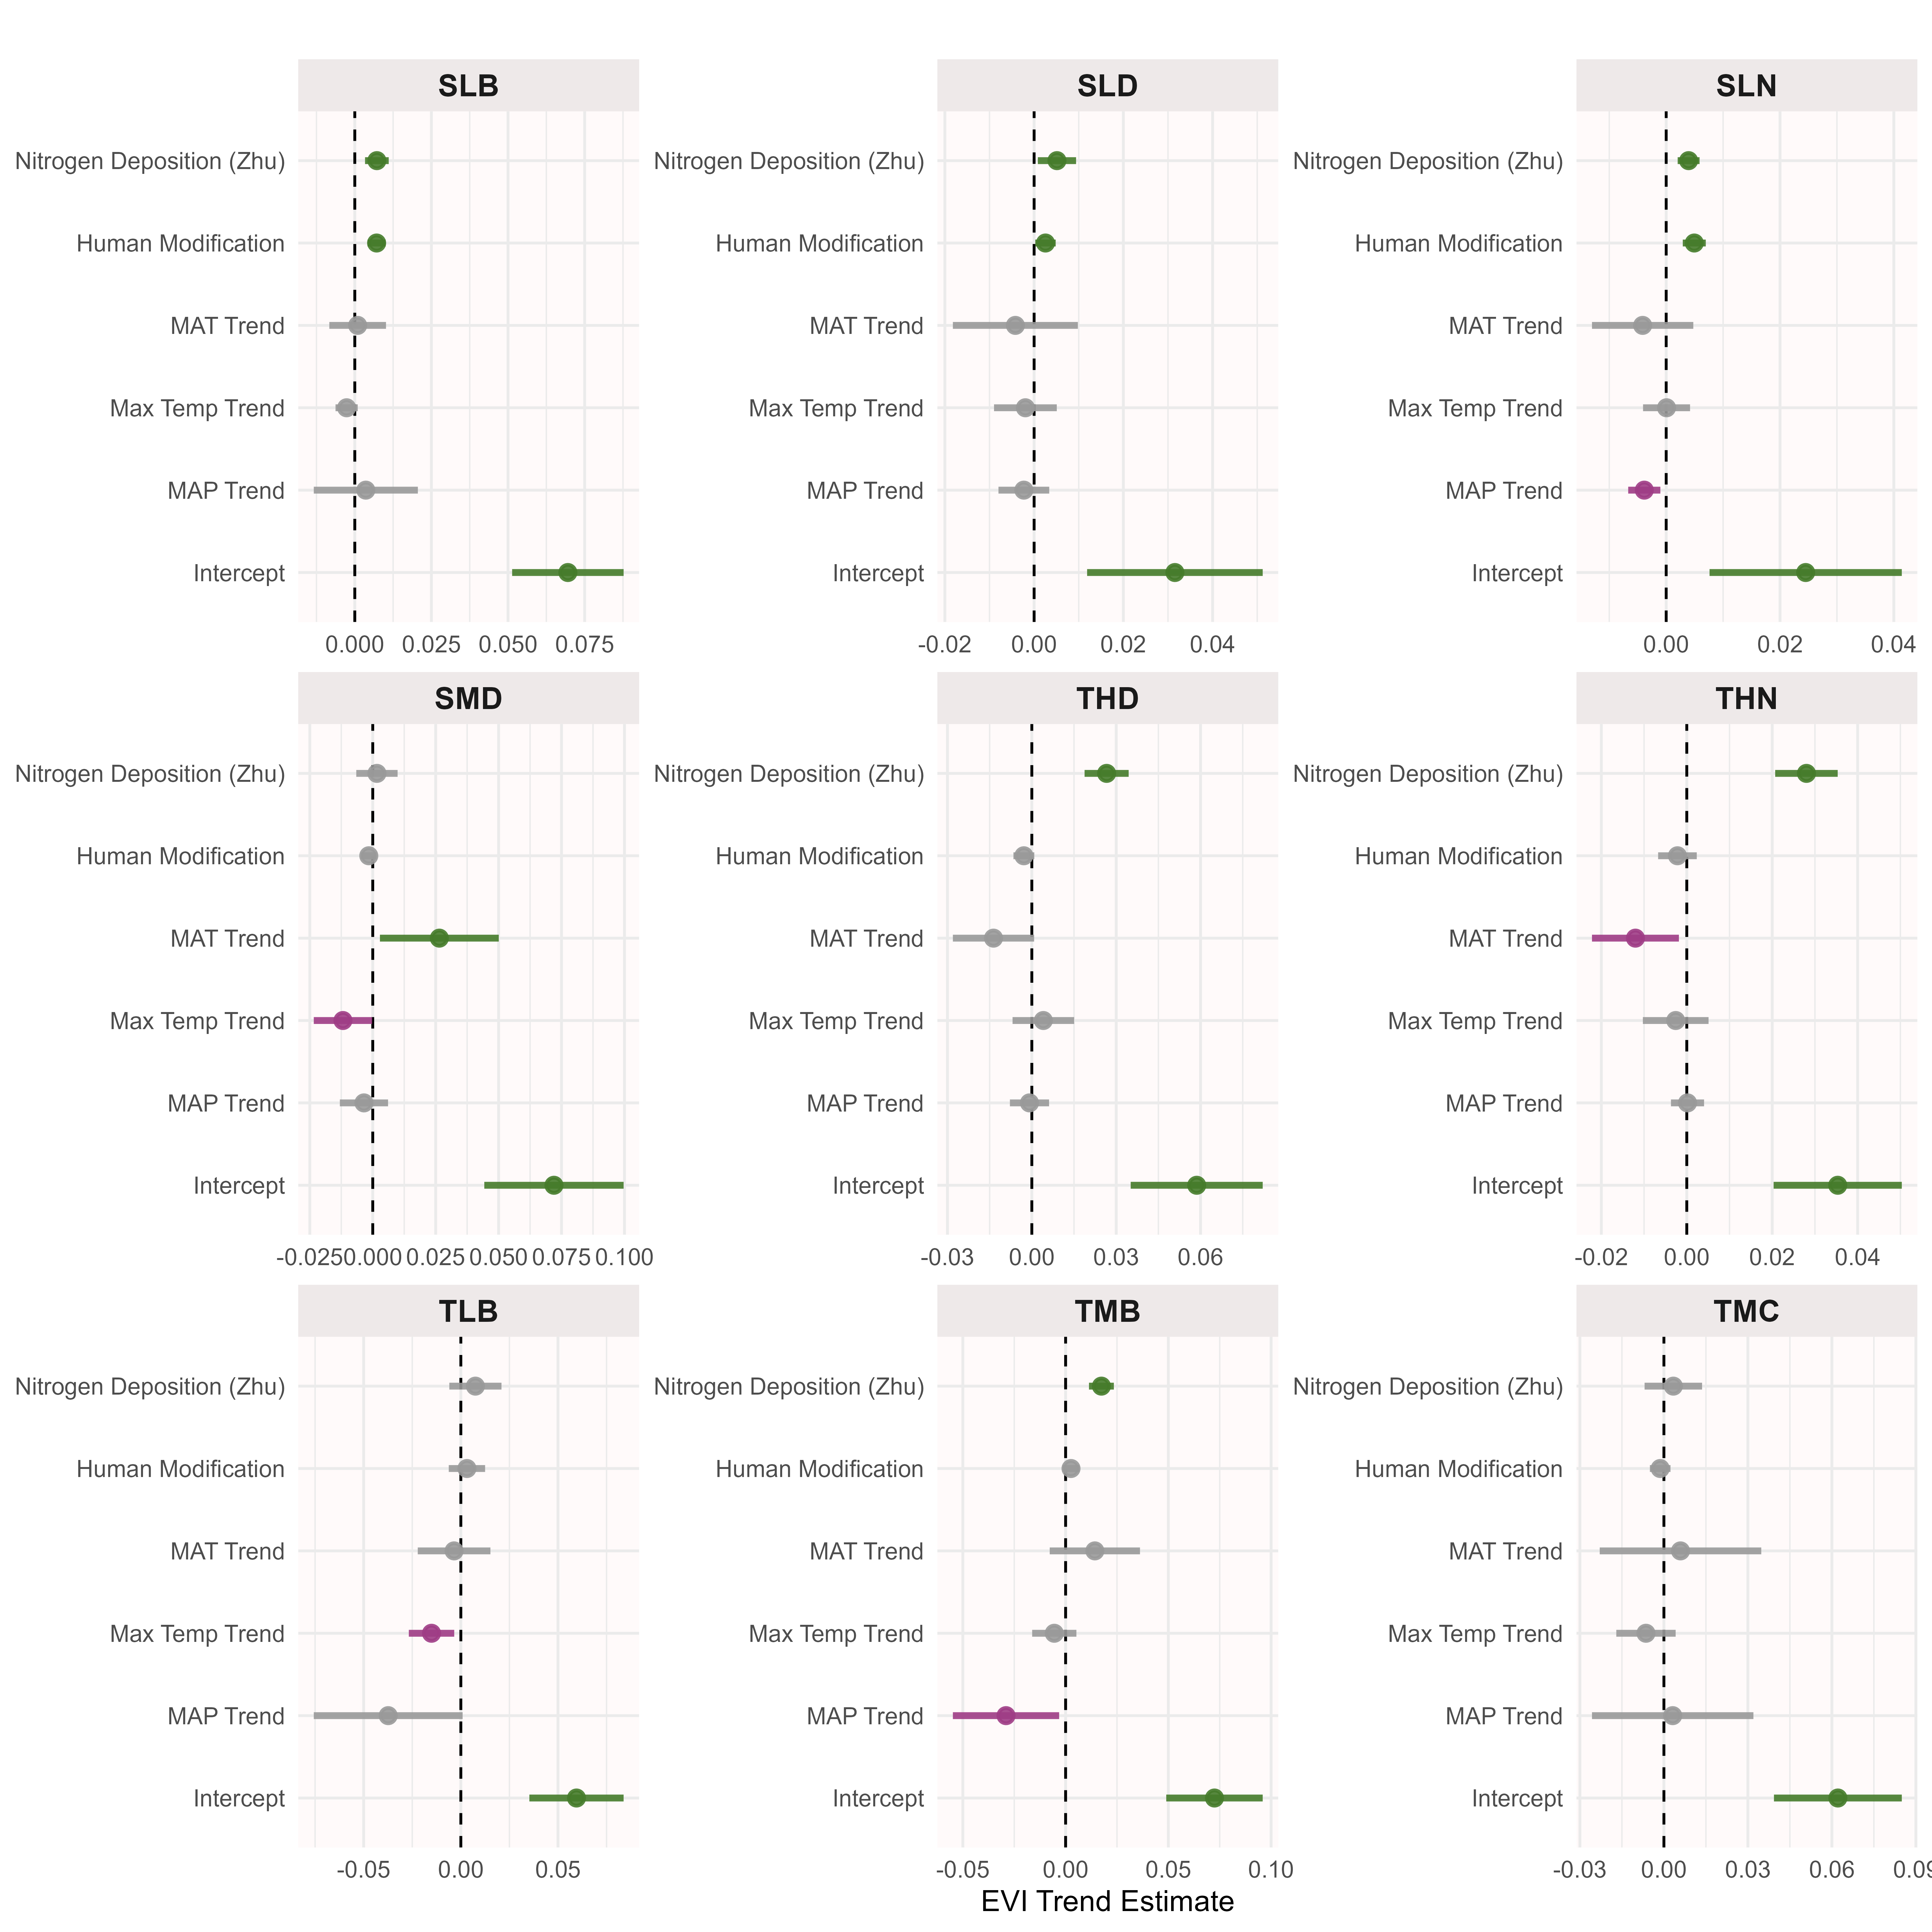 SLB SLD SLN
Nitrogen Deposition (Zhu) Nitrogen Deposition (Zhu) Nitrogen Deposition (Zhu)
Human Modification Human Modification Human Modification
MAT Trend MAT Trend MAT Trend
Max Temp Trend Max Temp Trend Max Temp Trend
MAP Trend MAP Trend MAP Trend
Intercept Intercept Intercept
0.000 0.025 0.050 0.075 -0.02 0.00 0.02 0.04 0.00 0.02 0.04
SMD THD THN
Nitrogen Deposition (Zhu) Nitrogen Deposition (Zhu) Nitrogen Deposition (Zhu)
Human Modification Human Modification Human Modification
MAT Trend MAT Trend MAT Trend
Max Temp Trend Max Temp Trend Max Temp Trend
MAP Trend MAP Trend MAP Trend
Intercept Intercept Intercept
-0.025 0.000 0.025 0.050 0.075 0.100 -0.03 0.00 0.03 0.06 -0.02 0.00 0.02 0.04
TLB TMB TMC
Nitrogen Deposition (Zhu) Nitrogen Deposition (Zhu) Nitrogen Deposition (Zhu)
Human Modification Human Modification Human Modification
MAT Trend MAT Trend MAT Trend
Max Temp Trend Max Temp Trend Max Temp Trend
MAP Trend MAP Trend MAP Trend
Intercept Intercept Intercept
-0.05 0.00 0.05 -0.05 0.00 0.05 0.10 -0.03 0.00 0.03 0.06 0.09
EVI Trend Estimate